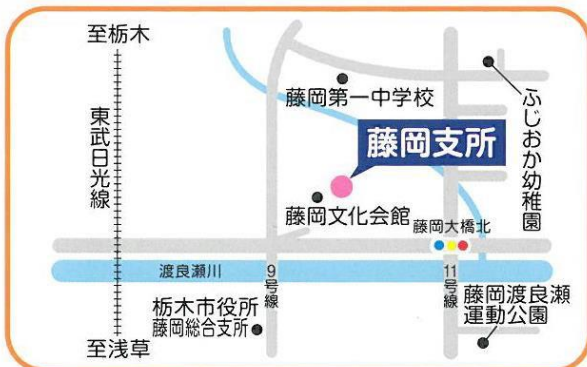 至栃木
東武日光線
至浅草
藤岡第一中学校
ふじおか幼稚園
藤岡支所
藤岡文化会館
藤岡大橋北
渡良瀬川
9号線
11号線
栃木市役所
藤岡総合支所
藤岡渡良瀬
運動公園